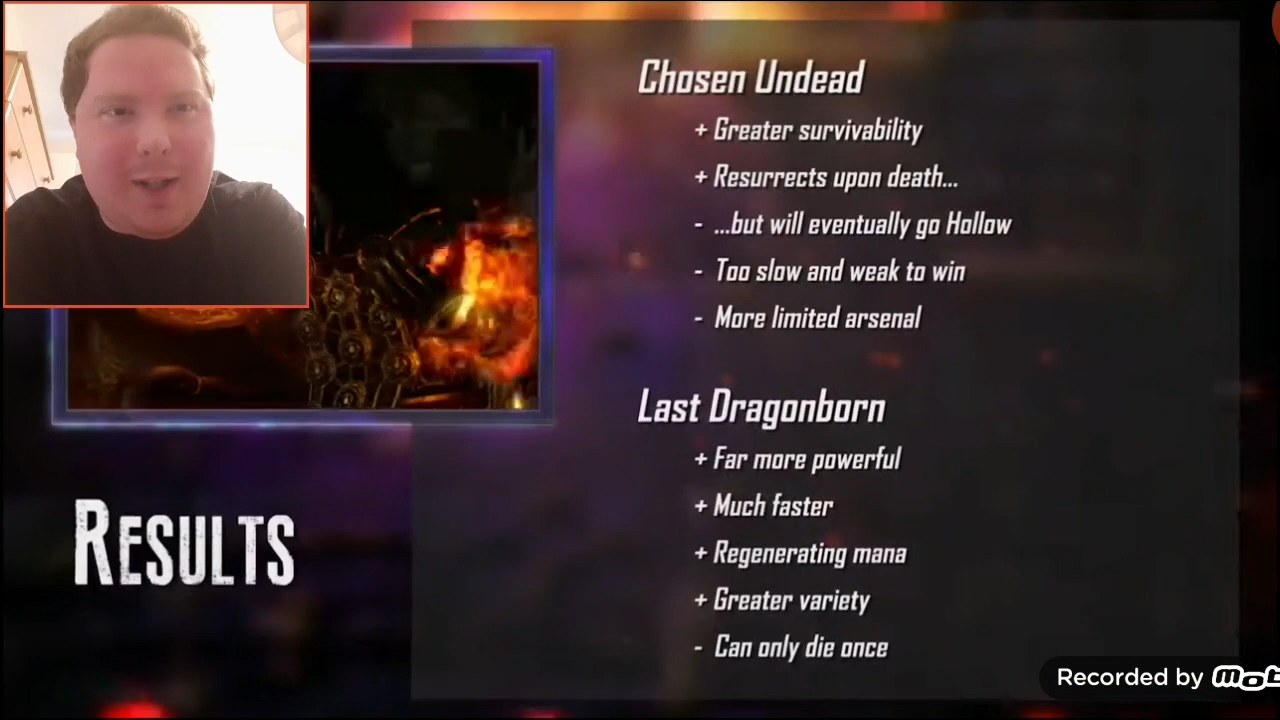 Chosen Undead
+ Greater survivability
+ Resurrects upon death...
- ...but will eventually go Hollow
- Too slow and weak to win
- More limited arsenal
Last Dragonborn
+ Far more powerful
+ Much faster
+ Regenerating mana
+ Greater variety
- Can only die once
RESULTS
Recorded by